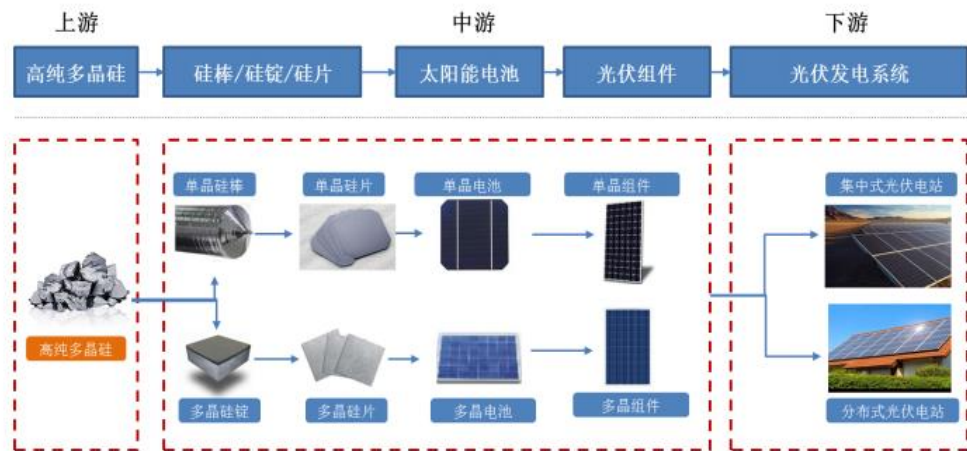 上游
中游
下游
高纯多晶硅
硅棒/硅锭/硅片
太阳能电池
光伏组件
光伏发电系统
单晶硅棒
单晶硅片
单晶电池
单晶组件
集中式光伏电站
高纯多晶硅
多晶硅锭
多晶硅片
多晶电池
多晶组件
分布式光伏电站